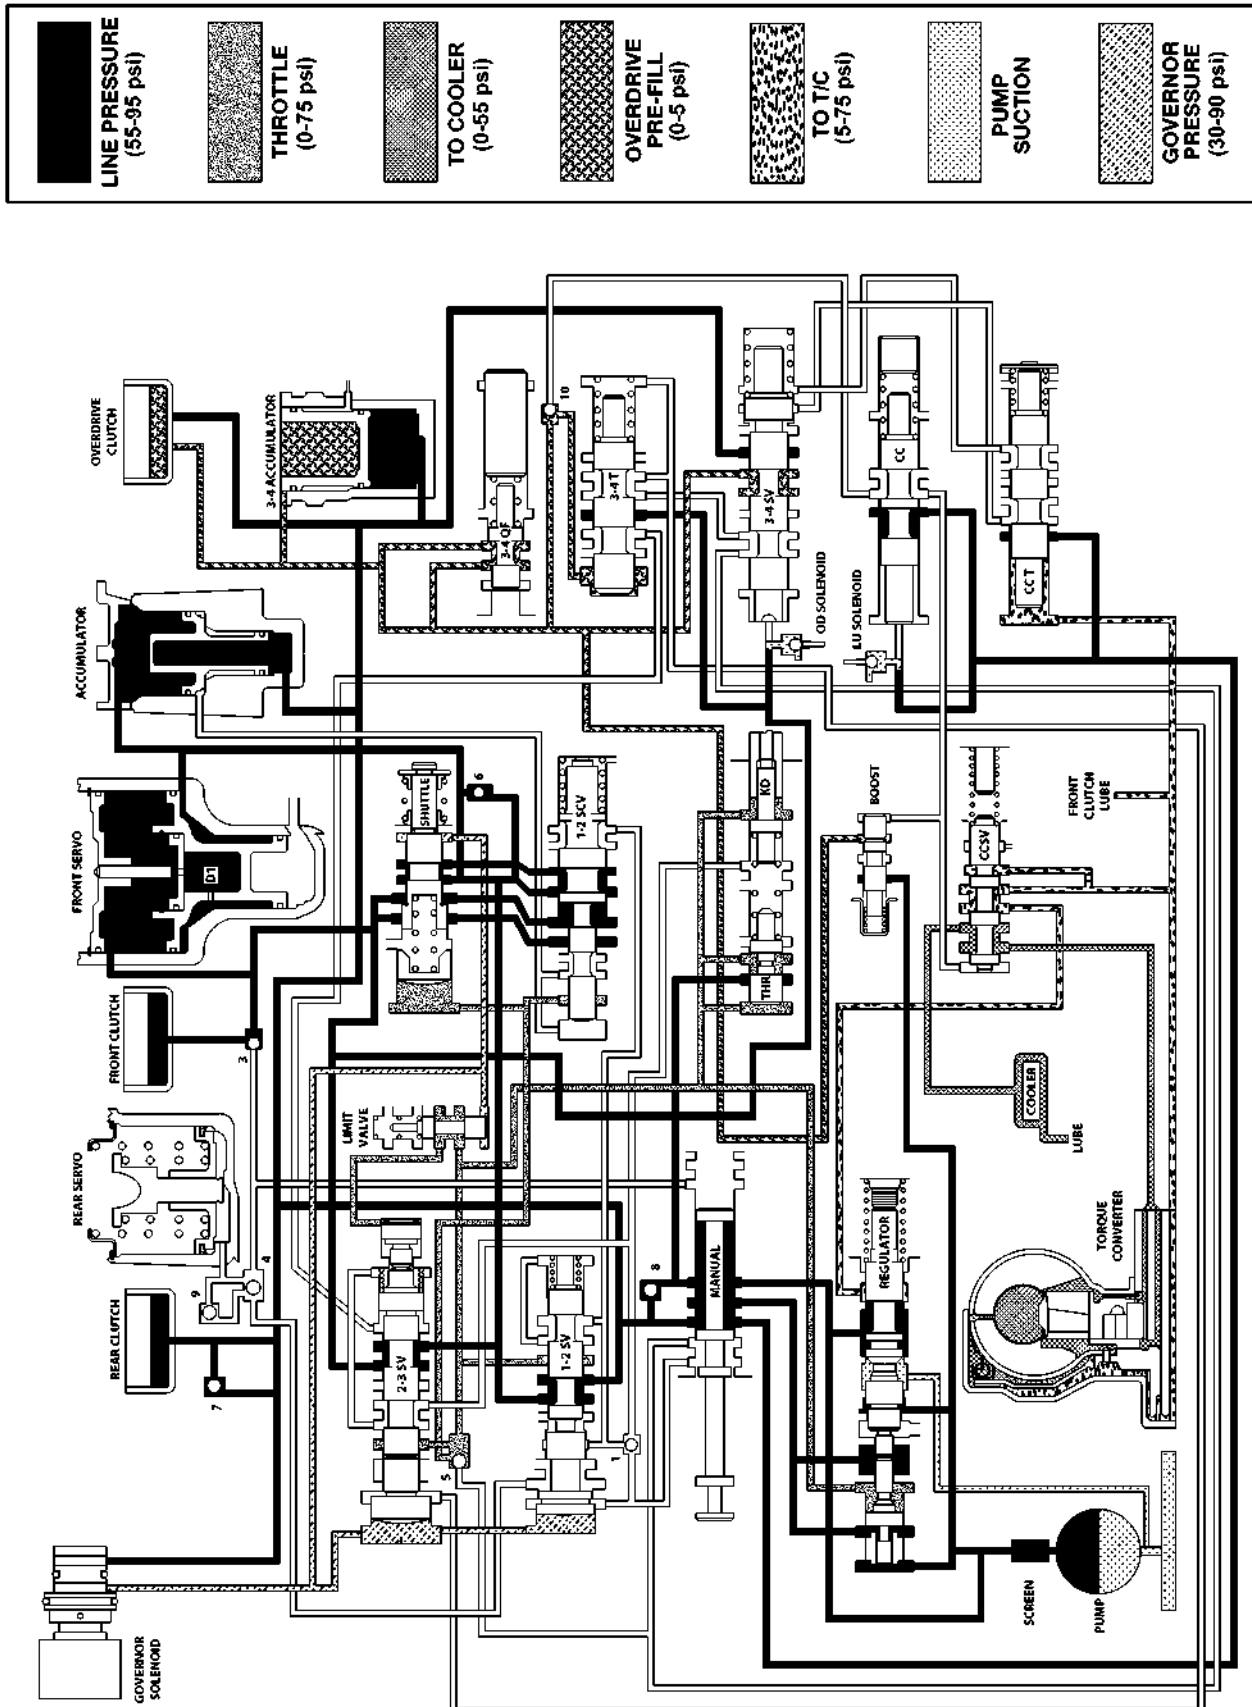 LINE PRESSURE
(55-95 psi)
THROTTLE
(0-75 psi)
TO COOLER
(0-55 psi)
OVERDRIVE
PRE-FILL
(0-5 psi)
TO T/C
(5-75 psi)
PUMP
SUCTION
GOVERNOR
PRESSURE
(30-90 psi)
GOVERNOR
SOLENOID
REAR CLUTCH
REAR SERVO
FRONT CLUTCH
FRONT SERVO
ACCUMULATOR
OVERDRIVE
CLUTCH
3-4 ACCUMULATOR
D1
7
9
4
3
2-3 SV
LIMIT
VALVE
SHUTTLE
6
3-4 QF
5
1-2 SV
1-2 SCV
10
3-4 T
1
8
MANUAL
THR
KD
3-4 SV
OD SOLENOID
LU SOLENOID
REGULATOR
BOOST
CC
CCSV
CC T
FRONT
CLUTCH
LUBE
COOLER
LUBE
SCREEN
PUMP
TORQUE
CONVERTER